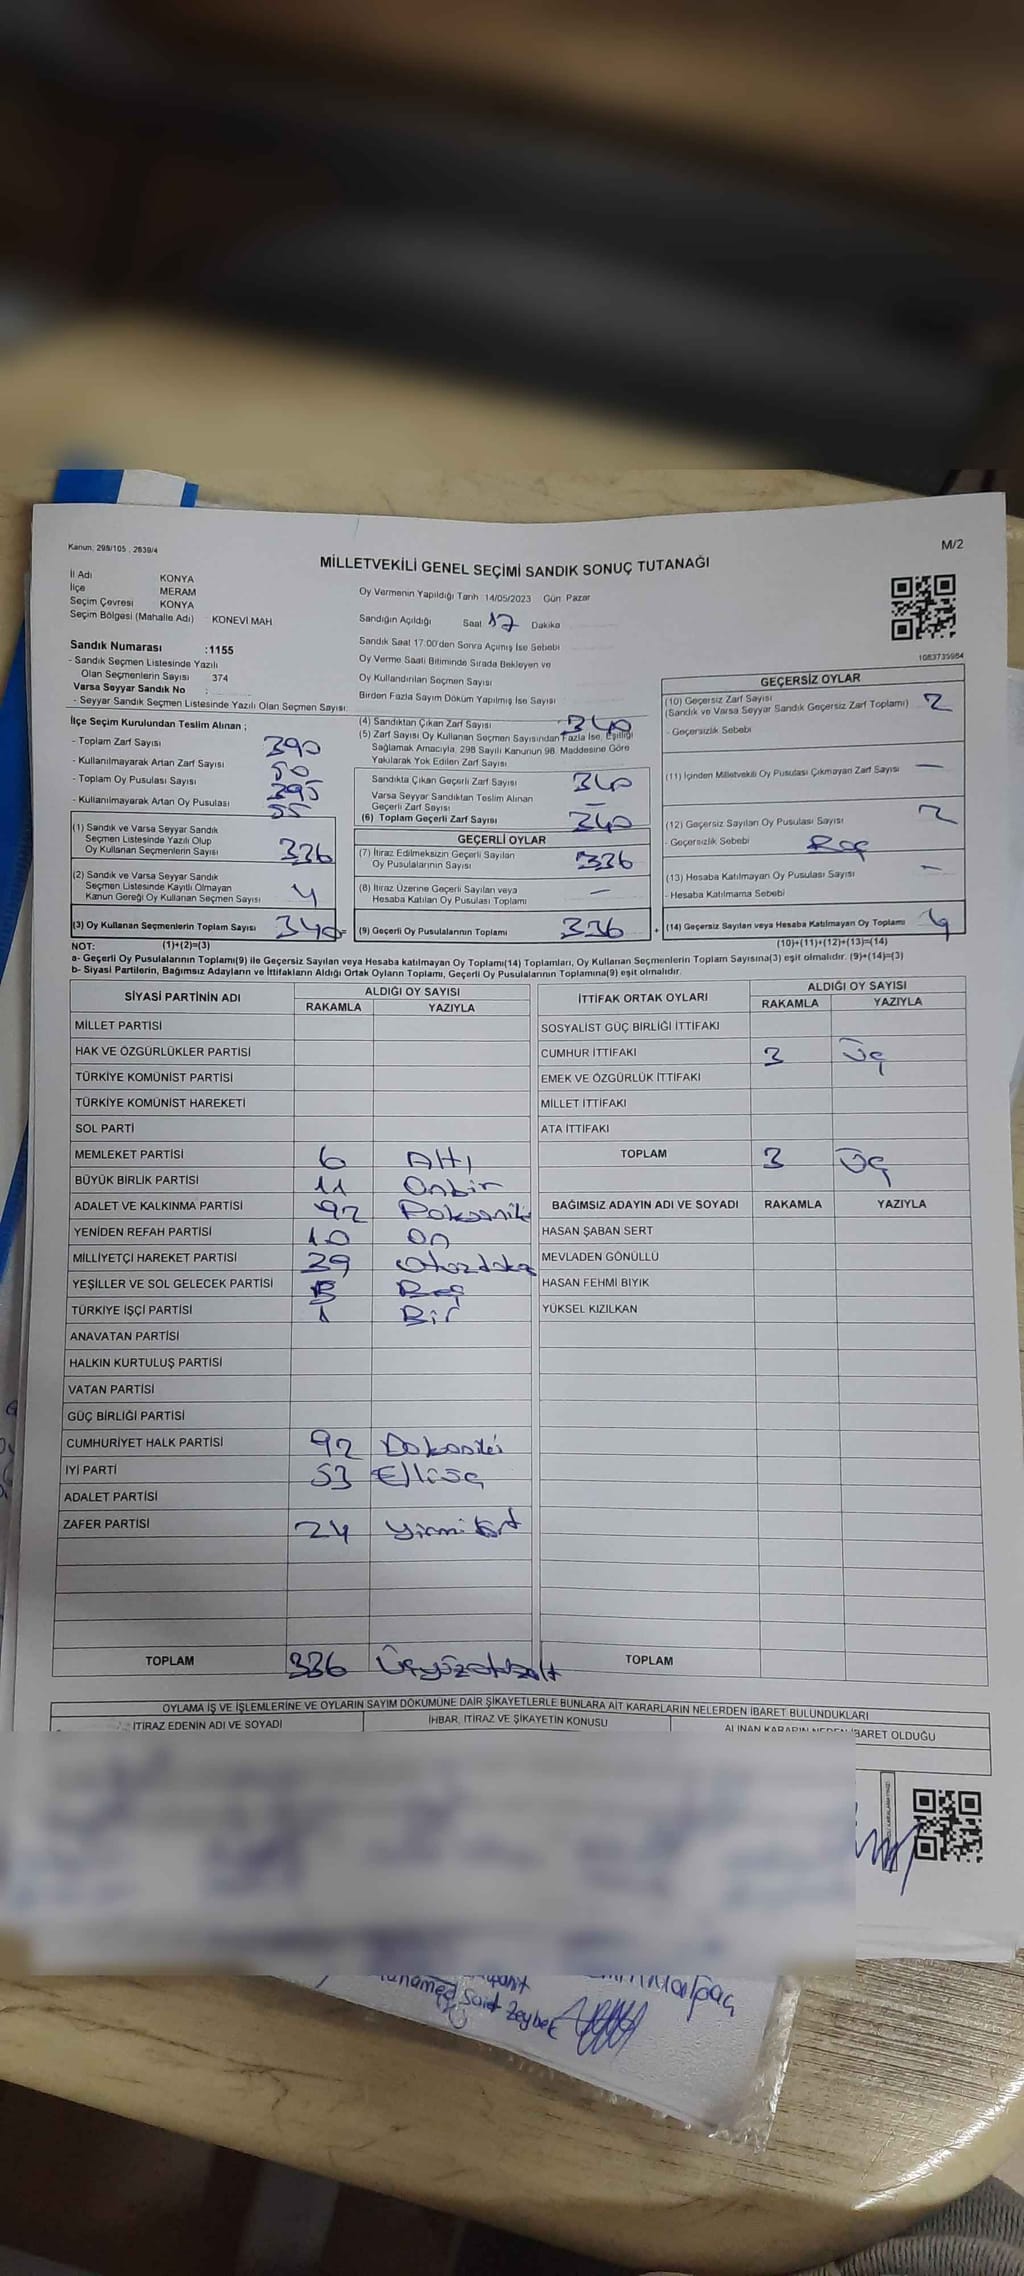 Kanun; 298/105 , 2839/4
M/2
MİLLETVEKİLİ GENEL SEÇİMİ SANDIK SONUÇ TUTANAĞI
İl Adı KONYA
İlçe MERAM
Seçim Çevresi KONYA
Seçim Bölgesi (Mahalle Adı) KONEVİ MAH
Oy Vermenin Yapıldığı Tarih 14/05/2023 Gün Pazar
Sandığın Açıldığı Saat 17 Dakika
Sandık Saat 17:00'den Sonra Açımış İse Sebebi
Oy Verme Saati Bitiminde Sırada Bekleyen ve
Oy Kullandırılan Seçmen Sayısı
Birden Fazla Sayım Döküm Yapılmış İse Sayısı
1083735984
Sandık Numarası :1155
- Sandık Seçmen Listesinde Yazılı
Olan Seçmenlerin Sayısı 374
Varsa Seyyar Sandık No :
- Seyyar Sandık Seçmen Listesinde Yazılı Olan Seçmen Sayısı:
İlçe Seçim Kurulundan Teslim Alınan ;
- Toplam Zarf Sayısı 390
- Kullanılmayarak Artan Zarf Sayısı 50
- Toplam Oy Pusulası Sayısı 395
- Kullanılmayarak Artan Oy Pusulası 55
(1) Sandık ve Varsa Seyyar Sandık
Seçmen Listesinde Yazılı Olup
Oy Kullanan Seçmenlerin Sayısı 336
(2) Sandık ve Varsa Seyyar Sandık
Seçmen Listesinde Kayıtlı Olmayan
Kanun Gereği Oy Kullanan Seçmen Sayısı 4
(3) Oy Kullanan Seçmenlerin Toplam Sayısı 340=
(4) Sandıktan Çıkan Zarf Sayısı 340
(5) Zarf Sayısı Oy Kullanan Seçmen Sayısından Fazla İse, Eşitliği
Sağlamak Amacıyla, 298 Sayılı Kanunun 98. Maddesine Göre
Yakılarak Yok Edilen Zarf Sayısı
Sandıkta Çıkan Geçerli Zarf Sayısı 340
Varsa Seyyar Sandıktan Teslim Alınan
Geçerli Zarf Sayısı —
(6) Toplam Geçerli Zarf Sayısı 340
GEÇERLİ OYLAR
(7) İtiraz Edilmeksizin Geçerli Sayılan
Oy Pusulalarının Sayısı 336
(8) İtiraz Üzerine Geçerli Sayılan veya
Hesaba Katılan Oy Pusulası Toplamı —
(9) Geçerli Oy Pusulalarının Toplamı 336 +
GEÇERSİZ OYLAR
(10) Geçersiz Zarf Sayısı
(Sandık ve Varsa Seyyar Sandık Geçersiz Zarf Toplamı) 2
- Geçersizlik Sebebi
(11) İçinden Milletvekili Oy Pusulası Çıkmayan Zarf Sayısı —
(12) Geçersiz Sayılan Oy Pusulası Sayısı 2
- Geçersizlik Sebebi Boş
(13) Hesaba Katılmayan Oy Pusulası Sayısı —
- Hesaba Katılmama Sebebi
(14) Geçersiz Sayılan veya Hesaba Katılmayan Oy Toplamı 4
NOT: (1)+(2)=(3)
(10)+(11)+(12)+(13)=(14)
a- Geçerli Oy Pusulalarının Toplamı(9) ile Geçersiz Sayılan veya Hesaba katılmayan Oy Toplamı(14) Toplamları, Oy Kullanan Seçmenlerin Toplam Sayısına(3) eşit olmalıdır. (9)+(14)=(3)
b- Siyasi Partilerin, Bağımsız Adayların ve İttifakların Aldığı Ortak Oyların Toplamı, Geçerli Oy Pusulalarının Toplamına(9) eşit olmalıdır.
SİYASİ PARTİNİN ADI ALDIĞI OY SAYISI
RAKAMLA YAZIYLA
MİLLET PARTİSİ
HAK VE ÖZGÜRLÜKLER PARTİSİ
TÜRKİYE KOMÜNİST PARTİSİ
TÜRKİYE KOMÜNİST HAREKETİ
SOL PARTİ
MEMLEKET PARTİSİ 6 Altı
BÜYÜK BİRLİK PARTİSİ 11 Onbir
ADALET VE KALKINMA PARTİSİ 92 Doksaniki
YENİDEN REFAH PARTİSİ 10 On
MİLLİYETÇİ HAREKET PARTİSİ 39
YEŞİLLER VE SOL GELECEK PARTİSİ 5 Beş
TÜRKİYE İŞÇİ PARTİSİ 1 Bir
ANAVATAN PARTİSİ
HALKIN KURTULUŞ PARTİSİ
VATAN PARTİSİ
GÜÇ BİRLİĞİ PARTİSİ
CUMHURİYET HALK PARTİSİ 92 Doksaniki
İYİ PARTİ 53 Elliüç
ADALET PARTİSİ
ZAFER PARTİSİ 24 Yirmidört
TOPLAM 336 Üçyüzotuzalt
İTTİFAK ORTAK OYLARI ALDIĞI OY SAYISI
RAKAMLA YAZIYLA
SOSYALİST GÜÇ BİRLİĞİ İTTİFAKI
CUMHUR İTTİFAKI 3 Üç
EMEK VE ÖZGÜRLÜK İTTİFAKI
MİLLET İTTİFAKI
ATA İTTİFAKI
TOPLAM 3 Üç
BAĞIMSIZ ADAYIN ADI VE SOYADI RAKAMLA YAZIYLA
HASAN ŞABAN SERT
MEVLADEN GÖNÜLLÜ
HASAN FEHMİ BIYIK
YÜKSEL KIZILKAN
TOPLAM
OYLAMA İŞ VE İŞLEMLERİNE VE OYLARIN SAYIM DÖKÜMÜNE DAİR ŞİKAYETLERLE BUNLARA AİT KARARLARIN NELERDEN İBARET BULUNDUKLARI
İTİRAZ EDENİN ADI VE SOYADI
İHBAR, İTİRAZ VE ŞİKAYETİN KONUSU
ALINAN KARARIN NEDEN İBARET OLDUĞU
Said Zeybek